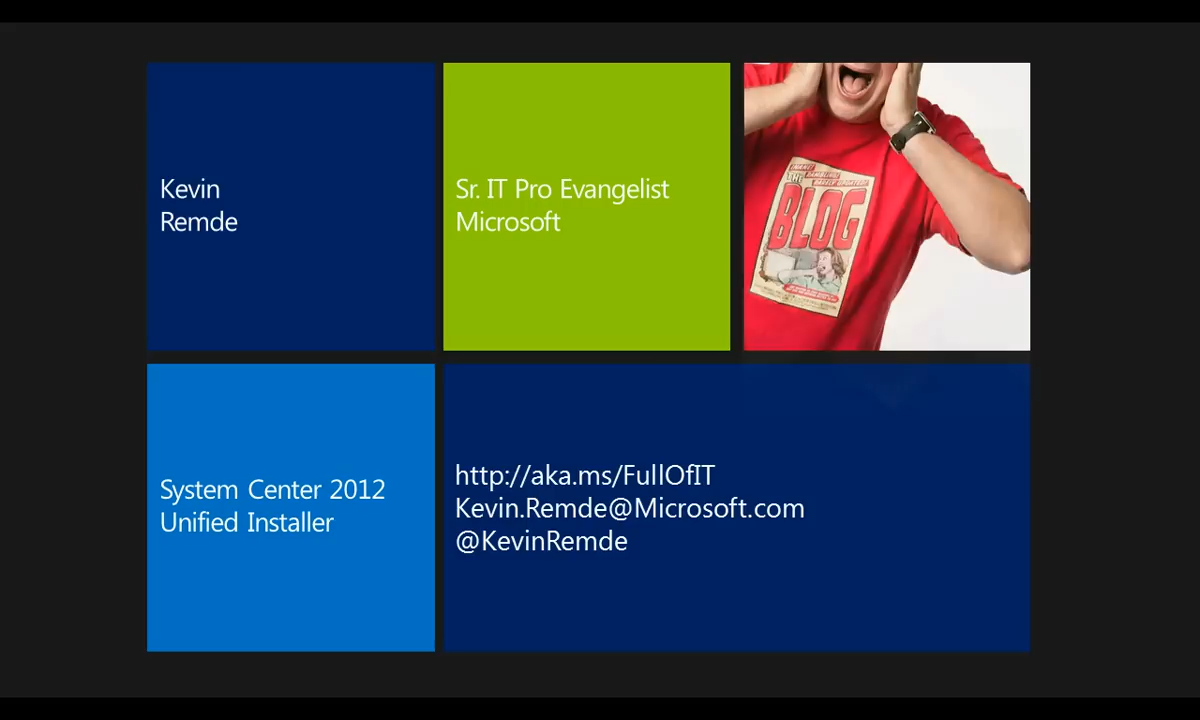 Kevin
Remde
Sr. IT Pro Evangelist
Microsoft
THE
BLOG
System Center 2012
Unified Installer
http://aka.ms/FullOfIT
Kevin.Remde@Microsoft.com
@KevinRemde